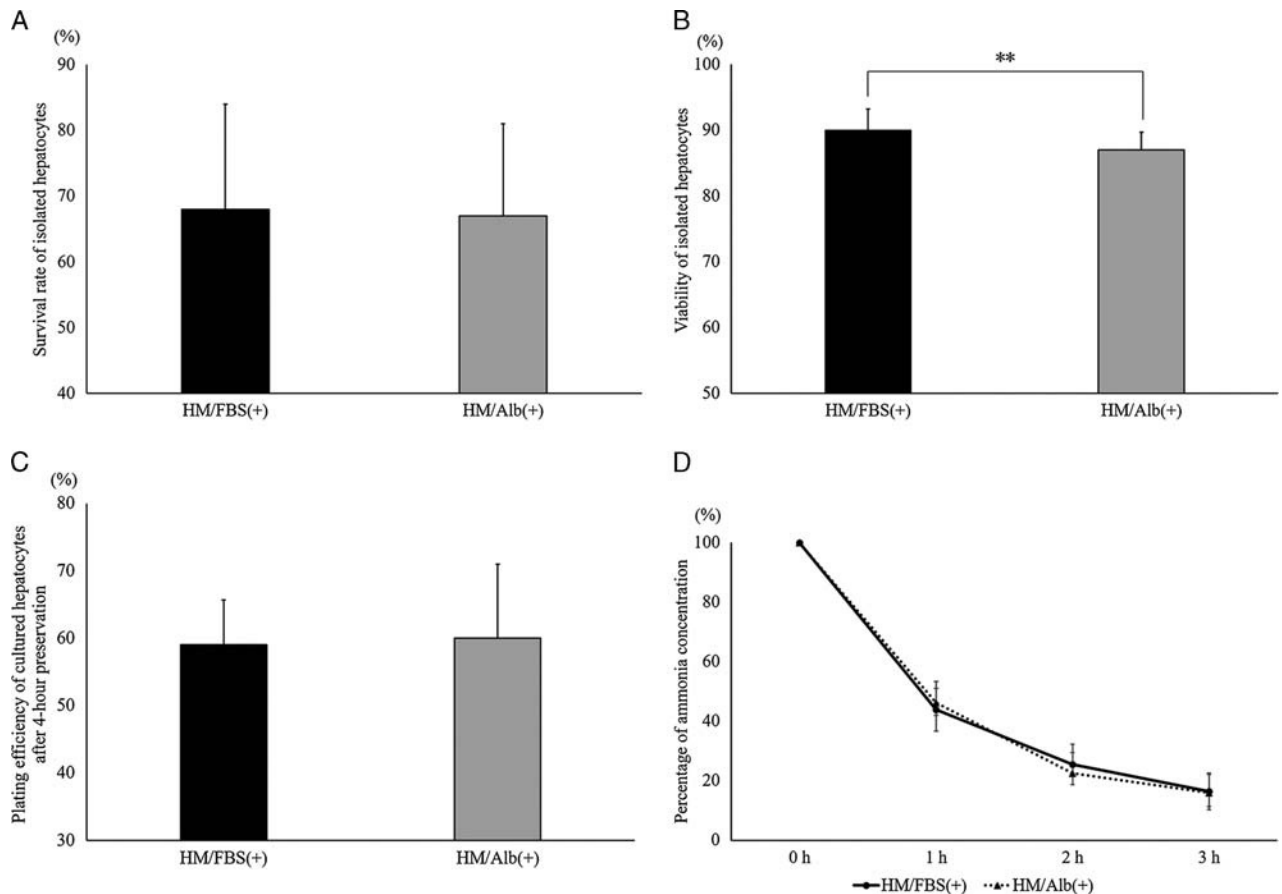 A
(%)
90
80
70
60
50
40
Survival rate of isolated hepatocytes
HM/FBS(+)
HM/Alb(+)
B
(%)
100
90
80
70
60
50
Viability of isolated hepatocytes
**
HM/FBS(+)
HM/Alb(+)
C
(%)
80
70
60
50
40
30
Plating efficiency of cultured hepatocytes
after 4-hour preservation
HM/FBS(+)
HM/Alb(+)
D
(%)
100
80
60
40
20
0
Percentage of ammonia concentration
0 h
1 h
2 h
3 h
HM/FBS(+) HM/Alb(+)